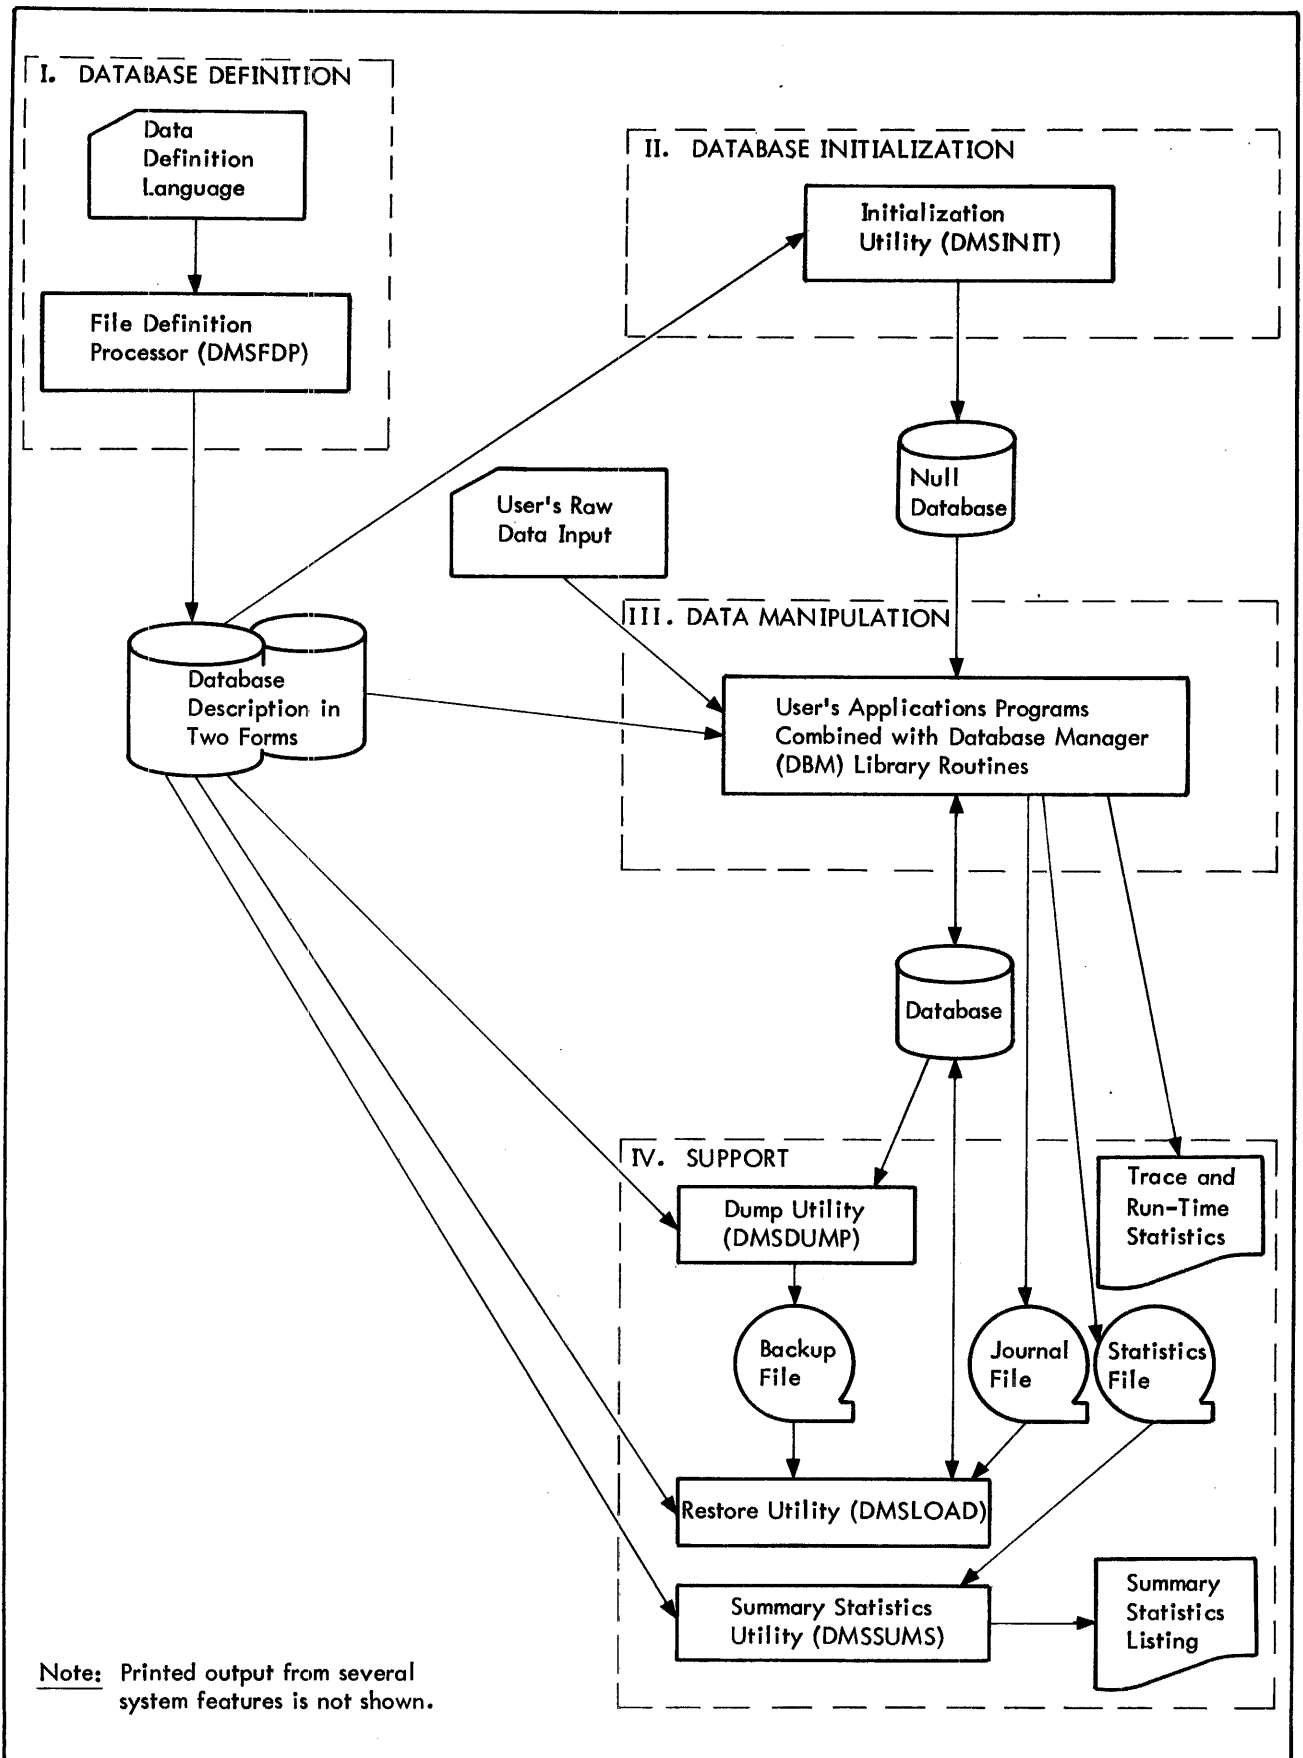 I. DATABASE DEFINITION
Data
Definition
Language
File Definition
Processor (DMSFDP)
II. DATABASE INITIALIZATION
Initialization
Utility (DMSINIT)
Null
Database
User's Raw
Data Input
Database
Description in
Two Forms
III. DATA MANIPULATION
User's Applications Programs
Combined with Database Manager
(DBM) Library Routines
Database
IV. SUPPORT
Dump Utility
(DMSDUMP)
Trace and
Run-Time
Statistics
Backup
File
Journal
File
Statistics
File
Restore Utility (DMSLOAD)
Summary Statistics
Utility (DMSSUMS)
Summary
Statistics
Listing
Note: Printed output from several
system features is not shown.